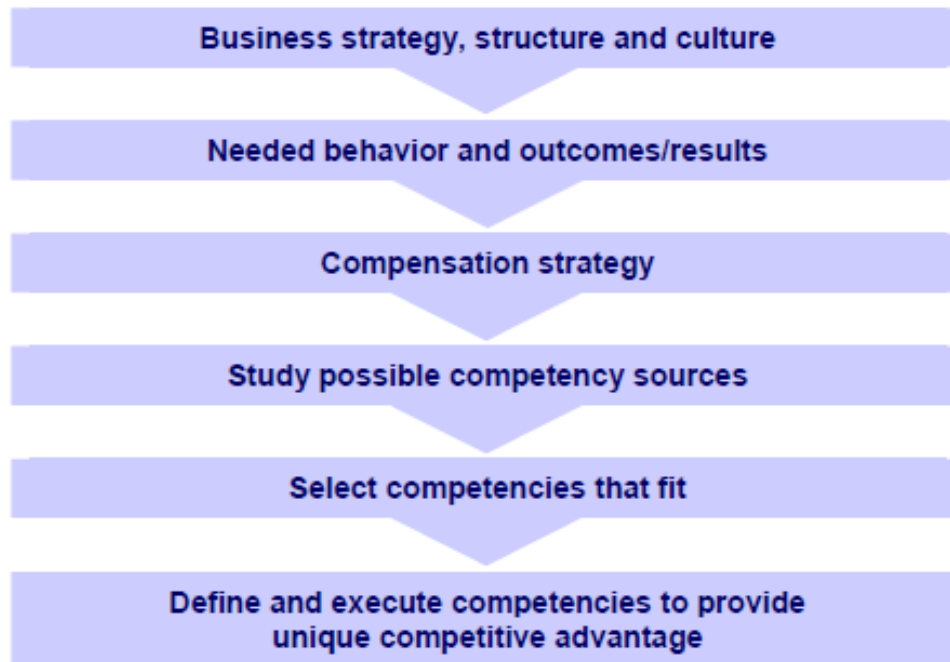 Business strategy, structure and culture
Needed behavior and outcomes/results
Compensation strategy
Study possible competency sources
Select competencies that fit
Define and execute competencies to provide
unique competitive advantage